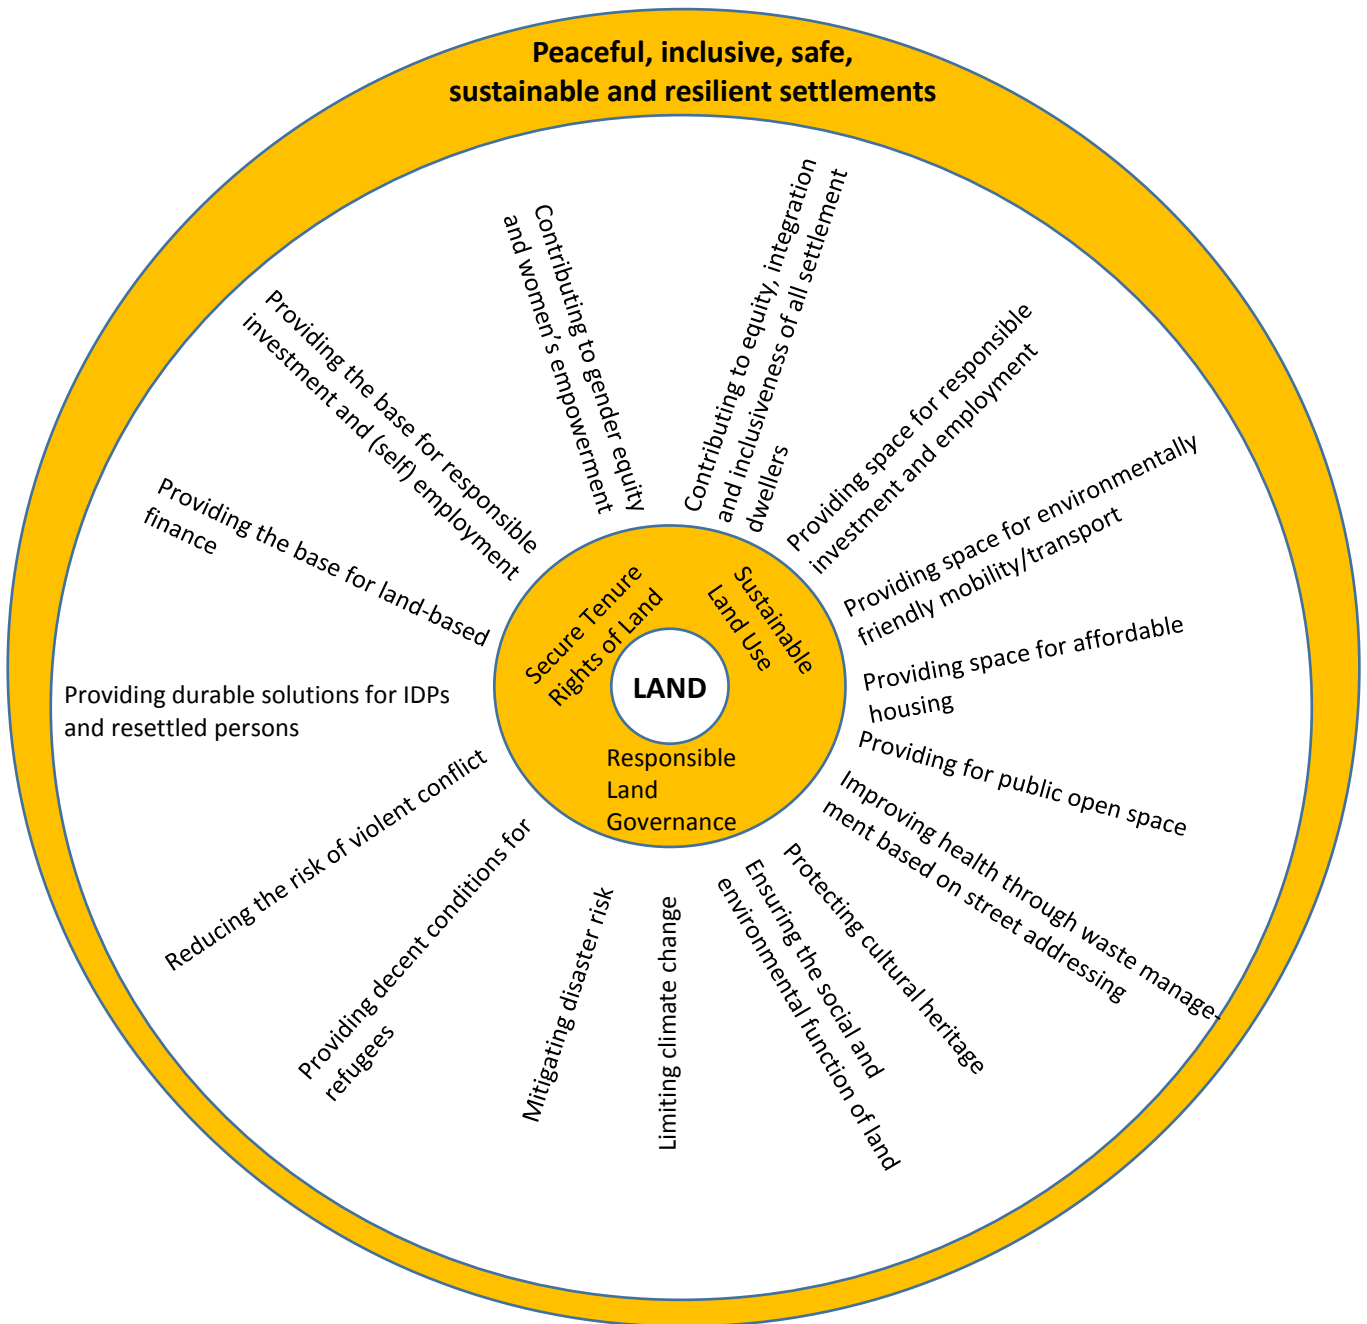 Peaceful, inclusive, safe,
sustainable and resilient settlements
Contributing to gender equity
and women's empowerment
Contributing to equity, integration
and inclusiveness of all settlement
dwellers
Providing space for responsible
investment and employment
Providing space for environmentally
friendly mobility/transport
Providing space for affordable
housing
Providing for public open space
Improving health through waste manage-
ment based on street addressing
Protecting cultural heritage
Ensuring the social and
environmental function of land
Limiting climate change
Mitigating disaster risk
Providing decent conditions for
refugees
Reducing the risk of violent conflict
Providing durable solutions for IDPs
and resettled persons
Providing the base for land-based
finance
Providing the base for responsible
investment and (self) employment
Secure Tenure
Rights of Land
Sustainable
Land Use
LAND
Responsible
Land
Governance